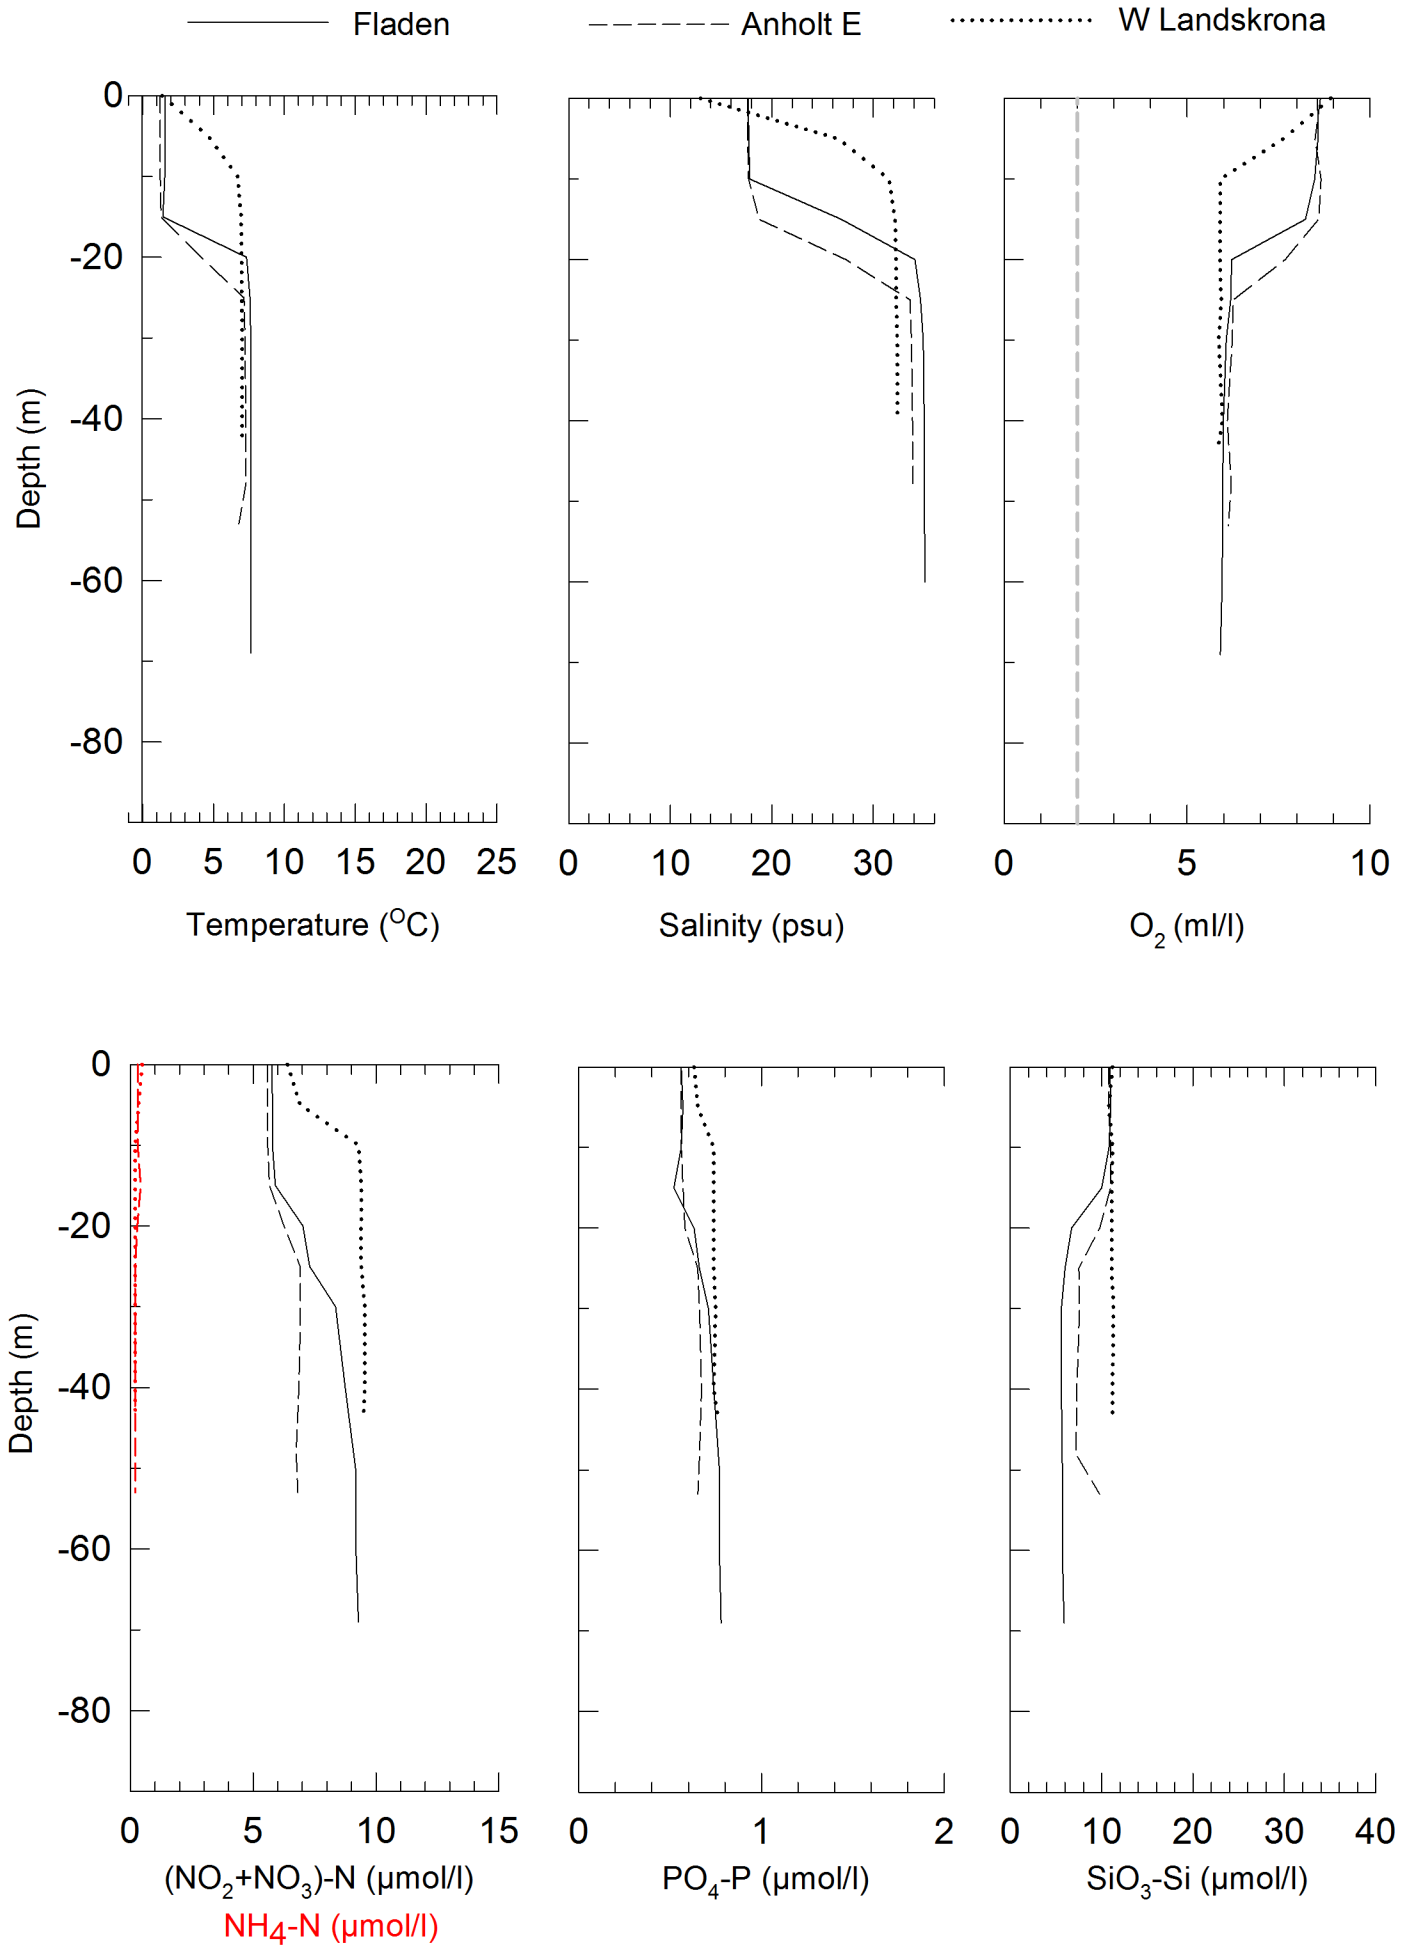 Fladen Anholt E W Landskrona
0
-20
-40
-60
-80
Depth (m)
0 5 10 15 20 25
0 10 20 30
0 5 10
Temperature (ᴼC) Salinity (psu) O₂ (ml/l)
0
-20
-40
-60
-80
Depth (m)
0 5 10 15
0 1 2
0 10 20 30 40
(NO₂+NO₃)-N (µmol/l) PO₄-P (µmol/l) SiO₃-Si (µmol/l)
NH4-N (µmol/l)